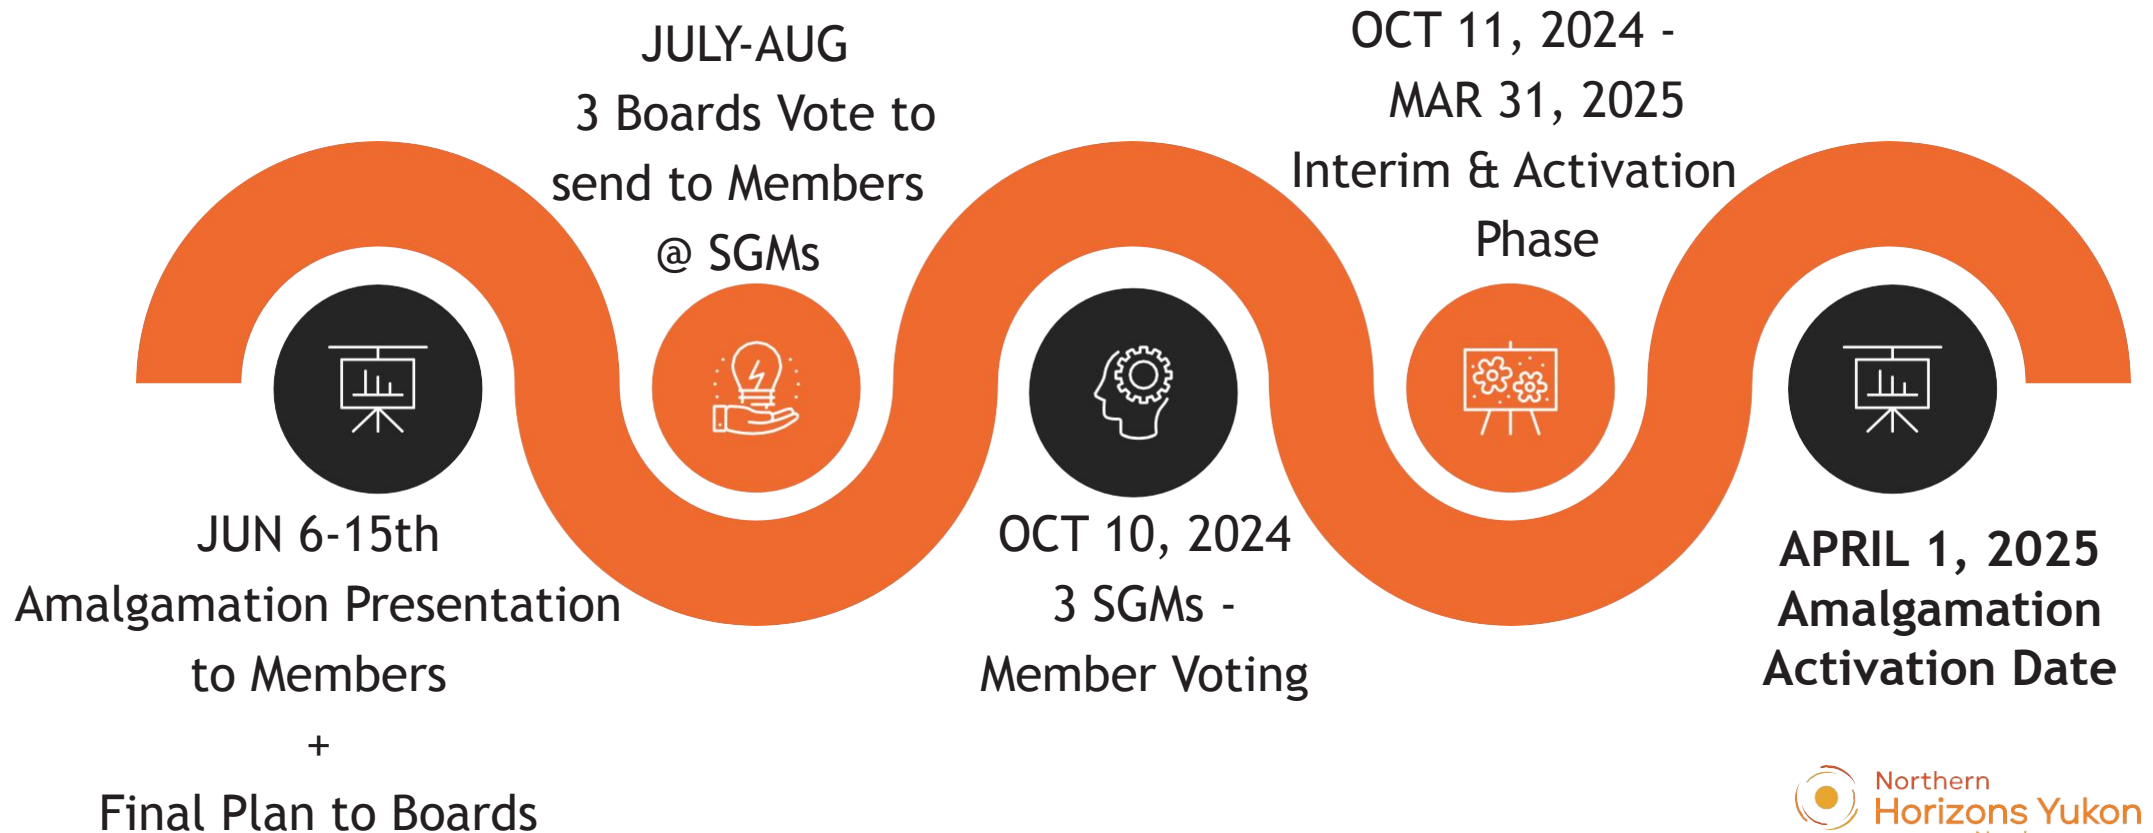 JUN 6-15th
Amalgamation Presentation
to Members
+
Final Plan to Boards
JULY-AUG
3 Boards Vote to
send to Members
@ SGMs
OCT 10, 2024
3 SGMs -
Member Voting
OCT 11, 2024 -
MAR 31, 2025
Interim & Activation
Phase
APRIL 1, 2025
Amalgamation
Activation Date
Northern
Horizons Yukon